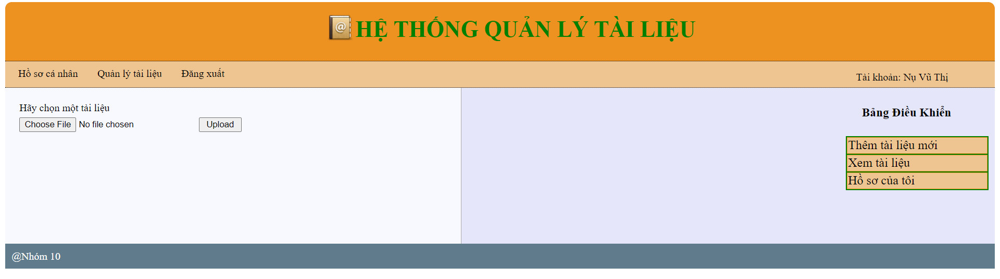 HỆ THỐNG QUẢN LÝ TÀI LIỆU
Hồ sơ cá nhân Quản lý tài liệu Đăng xuất
Tài khoản: Nụ Vũ Thị
Hãy chọn một tài liệu
Choose File No file chosen Upload
Bảng Điều Khiển
Thêm tài liệu mới
Xem tài liệu
Hồ sơ của tôi
@Nhóm 10